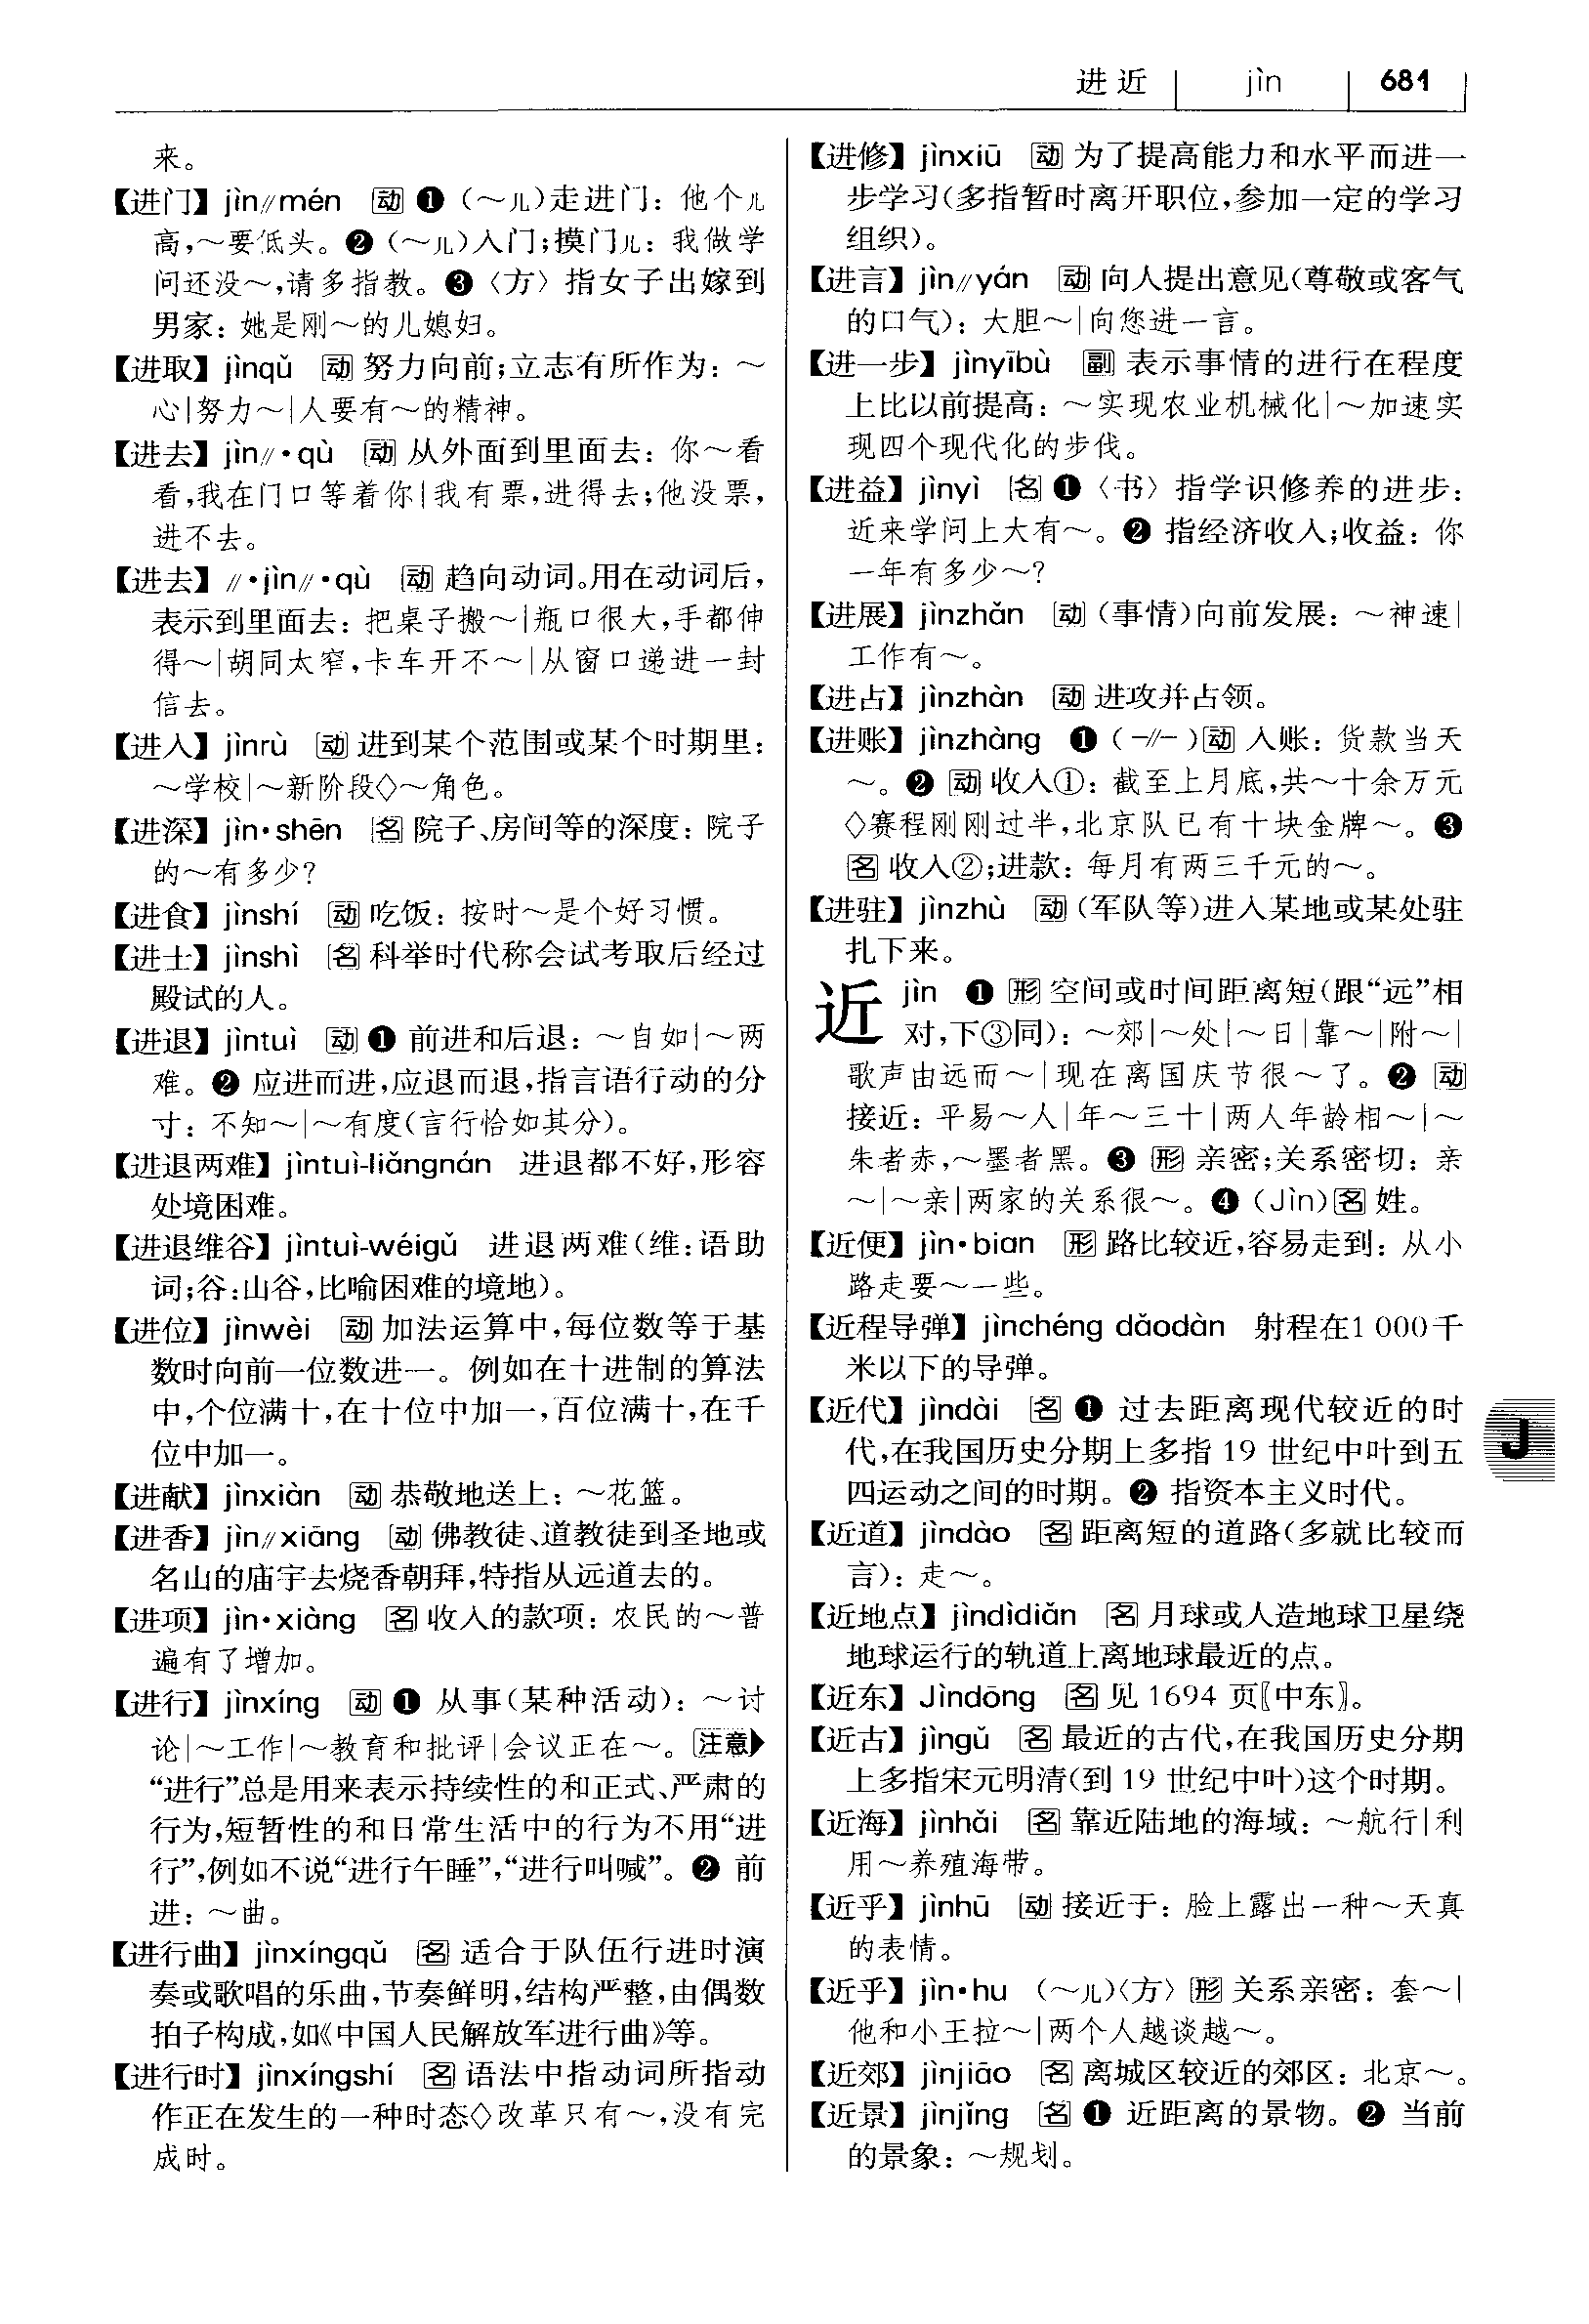 进近 jìn 681
来。
【进门】jìn∥mén 动 ❶（～儿）走进门：他个儿
高，～要低头。❷（～儿）入门；摸门儿：我做学
问还没～，请多指教。❸〈方〉指女子出嫁到
男家：她是刚～的儿媳妇。
【进取】jìnqǔ 动 努力向前；立志有所作为：～
心|努力～|人要有～的精神。
【进去】jìn∥•qù 动 从外面到里面去：你～看
看，我在门口等着你|我有票，进得去；他没票，
进不去。
【进去】∥•jìn∥•qù 动 趋向动词。用在动词后，
表示到里面去：把桌子搬～|瓶口很大，手都伸
得～|胡同太窄，卡车开不～|从窗口递进一封
信去。
【进入】jìnrù 动 进到某个范围或某个时期里：
～学校|～新阶段◇～角色。
【进深】jìn•shēn 名 院子、房间等的深度：院子
的～有多少？
【进食】jìnshí 动 吃饭：按时～是个好习惯。
【进士】jìnshì 名 科举时代称会试考取后经过
殿试的人。
【进退】jìntuì 动 ❶ 前进和后退：～自如|～两
难。❷ 应进而进，应退而退，指言语行动的分
寸：不知～|～有度（言行恰如其分）。
【进退两难】jìntuì-liǎngnán 进退都不好，形容
处境困难。
【进退维谷】jìntuì-wéigǔ 进退两难（维：语助
词；谷：山谷，比喻困难的境地）。
【进位】jìnwèi 动 加法运算中，每位数等于基
数时向前一位数进一。例如在十进制的算法
中，个位满十，在十位中加一，百位满十，在千
位中加一。
【进献】jìnxiàn 动 恭敬地送上：～花篮。
【进香】jìn∥xiāng 动 佛教徒、道教徒到圣地或
名山的庙宇去烧香朝拜，特指从远道去的。
【进项】jìn•xiàng 名 收入的款项：农民的～普
遍有了增加。
【进行】jìnxíng 动 ❶ 从事（某种活动）：～讨
论|～工作|～教育和批评|会议正在～。注意▶
“进行”总是用来表示持续性的和正式、严肃的
行为，短暂性的和日常生活中的行为不用“进
行”，例如不说“进行午睡”，“进行叫喊”。❷ 前
进：～曲。
【进行曲】jìnxíngqǔ 名 适合于队伍行进时演
奏或歌唱的乐曲，节奏鲜明，结构严整，由偶数
拍子构成，如《中国人民解放军进行曲》等。
【进行时】jìnxíngshí 名 语法中指动词所指动
作正在发生的一种时态◇改革只有～，没有完
成时。
【进修】jìnxiū 动 为了提高能力和水平而进一
步学习（多指暂时离开职位，参加一定的学习
组织）。
【进言】jìn∥yán 动 向人提出意见（尊敬或客气
的口气）：大胆～|向您进一言。
【进一步】jìnyībù 副 表示事情的进行在程度
上比以前提高：～实现农业机械化|～加速实
现四个现代化的步伐。
【进益】jìnyì 名 ❶〈书〉指学识修养的进步：
近来学问上大有～。❷ 指经济收入；收益：你
一年有多少～？
【进展】jìnzhǎn 动（事情）向前发展：～神速|
工作有～。
【进占】jìnzhàn 动 进攻并占领。
【进账】jìnzhàng ❶（-∥-）动 入账：货款当天
～。❷ 动 收入①：截至上月底，共～十余万元
◇赛程刚刚过半，北京队已有十块金牌～。❸
名 收入②；进款：每月有两三千元的～。
【进驻】jìnzhù 动（军队等）进入某地或某处驻
扎下来。
近 jìn ❶ 形 空间或时间距离短（跟“远”相
对，下③同）：～郊|～处|～日|靠～|附～|
歌声由远而～|现在离国庆节很～了。❷ 动
接近：平易～人|年～三十|两人年龄相～|～
朱者赤，～墨者黑。❸ 形 亲密；关系密切：亲
～|～亲|两家的关系很～。❹（Jìn）名 姓。
【近便】jìn•bian 形 路比较近，容易走到：从小
路走要～一些。
【近程导弹】jìnchéng dǎodàn 射程在1 000千
米以下的导弹。
【近代】jìndài 名 ❶ 过去距离现代较近的时
代，在我国历史分期上多指 19 世纪中叶到五
四运动之间的时期。❷ 指资本主义时代。
【近道】jìndào 名 距离短的道路（多就比较而
言）：走～。
【近地点】jìndìdiǎn 名 月球或人造地球卫星绕
地球运行的轨道上离地球最近的点。
【近东】Jìndōng 名 见 1694 页〖中东〗。
【近古】jìngǔ 名 最近的古代，在我国历史分期
上多指宋元明清（到 19 世纪中叶）这个时期。
【近海】jìnhǎi 名 靠近陆地的海域：～航行|利
用～养殖海带。
【近乎】jìnhū 动 接近于：脸上露出一种～天真
的表情。
【近乎】jìn•hu （～儿）〈方〉形 关系亲密：套～|
他和小王拉～|两个人越谈越～。
【近郊】jìnjiāo 名 离城区较近的郊区：北京～。
【近景】jìnjǐng 名 ❶ 近距离的景物。❷ 当前
的景象：～规划。
J